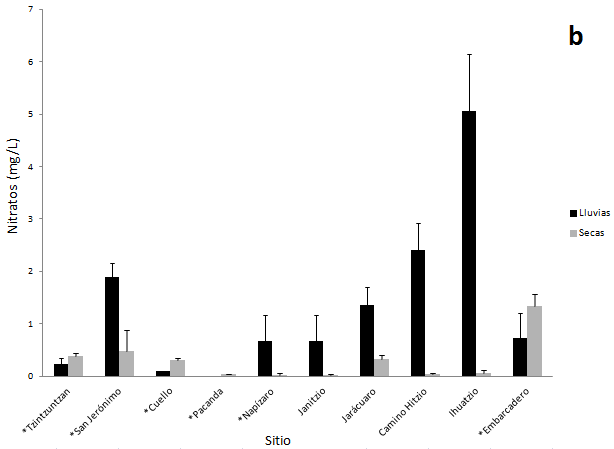 b
Nitratos (mg/L)
7
6
5
4
3
2
1
0
*Tzintzuntzan
*San Jerónimo
*Cuello
*Pacanda
*Napízaro
Janitzio
Jarácuaro
Camino Hitzio
Ihuatzio
*Embarcadero
Sitio
Lluvias
Secas